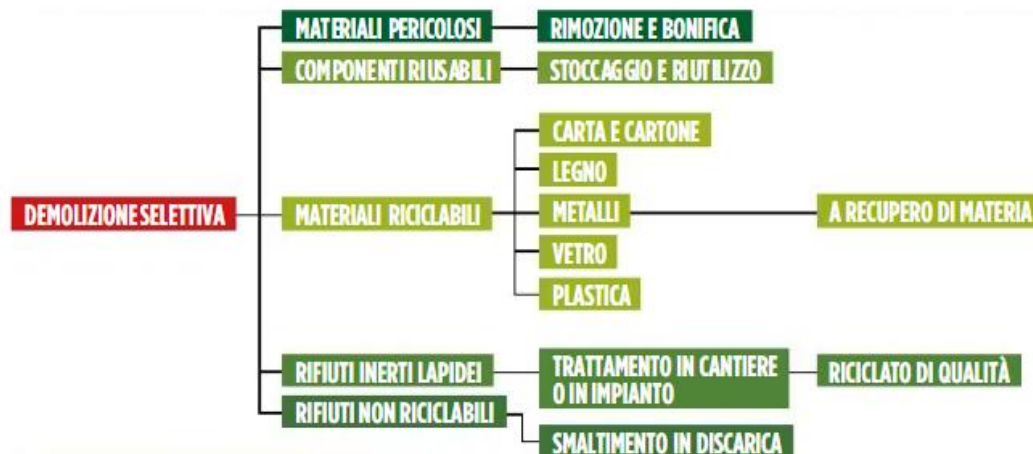 MATERIALI PERICOLOSI
RIMOZIONE E BONIFICA
COMPONENTI RIUSABILI
STOCCAGGIO E RIUTILIZZO
CARTA E CARTONE
LEGNO
DEMOLIZIONE SELETTIVA
MATERIALI RICICLABILI
METALLI
A RECUPERO DI MATERIA
VETRO
PLASTICA
RIFIUTI INERTI LAPIDEI
TRATTAMENTO IN CANTIERE
O IN IMPIANTO
RICICLATO DI QUALITÀ
RIFIUTI NON RICICLABILI
SMALTIMENTO IN DISCARICA